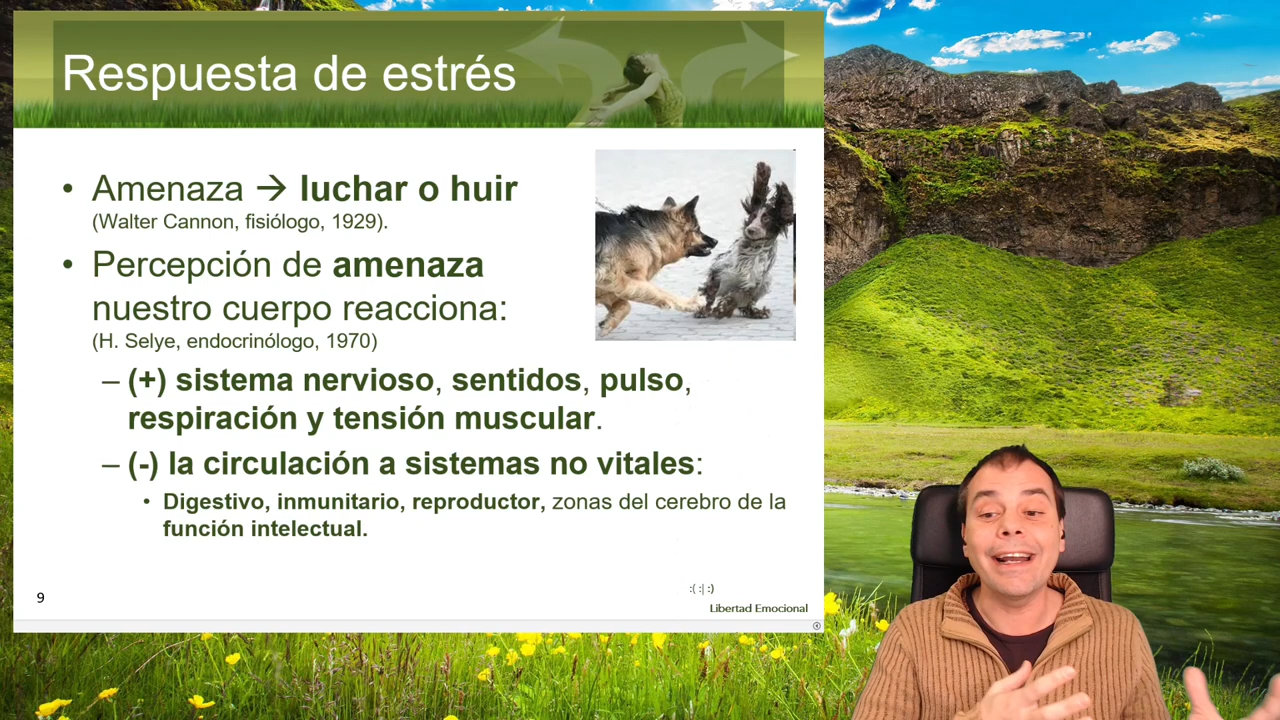 Respuesta de estrés
• Amenaza → luchar o huir
(Walter Cannon, fisiólogo, 1929).
• Percepción de amenaza
nuestro cuerpo reacciona:
(H. Selye, endocrinólogo, 1970)
– (+) sistema nervioso, sentidos, pulso,
respiración y tensión muscular.
– (-) la circulación a sistemas no vitales:
• Digestivo, inmunitario, reproductor, zonas del cerebro de la
función intelectual.
:( :| :)
9
Libertad Emocional